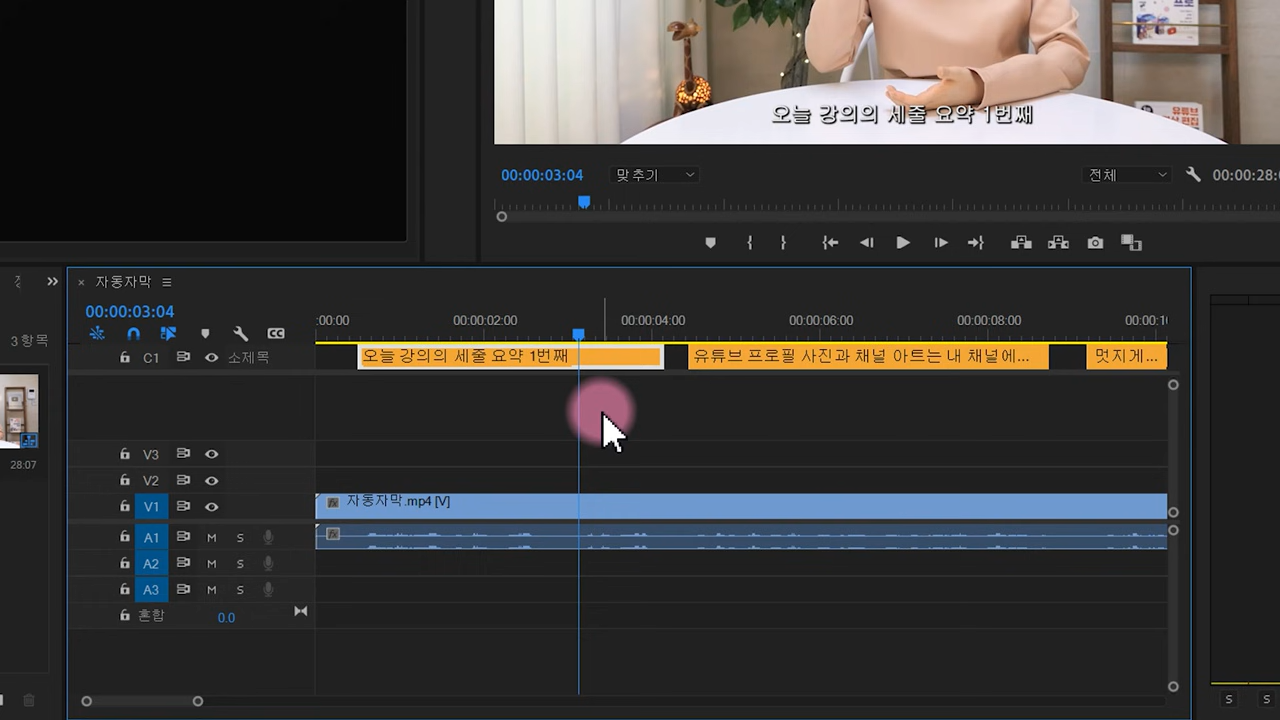 유튜브
오늘 강의의 세줄 요약 1번째
00:00:03:04
맞추기
전체
3 항목
28:07
자동자막
00:00:03:04
:00:00
00:00:02:00
00:00:04:00
00:00:06:00
00:00:08:00
C1
소제목
오늘 강의의 세줄 요약 1번째
유튜브 프로필 사진과 채널 아트는 내 채널에...
멋지게...
V3
V2
V1
자동자막.mp4 [V]
fx
A1 M S
A2 M S
A3 M S
혼합 0.0
S S